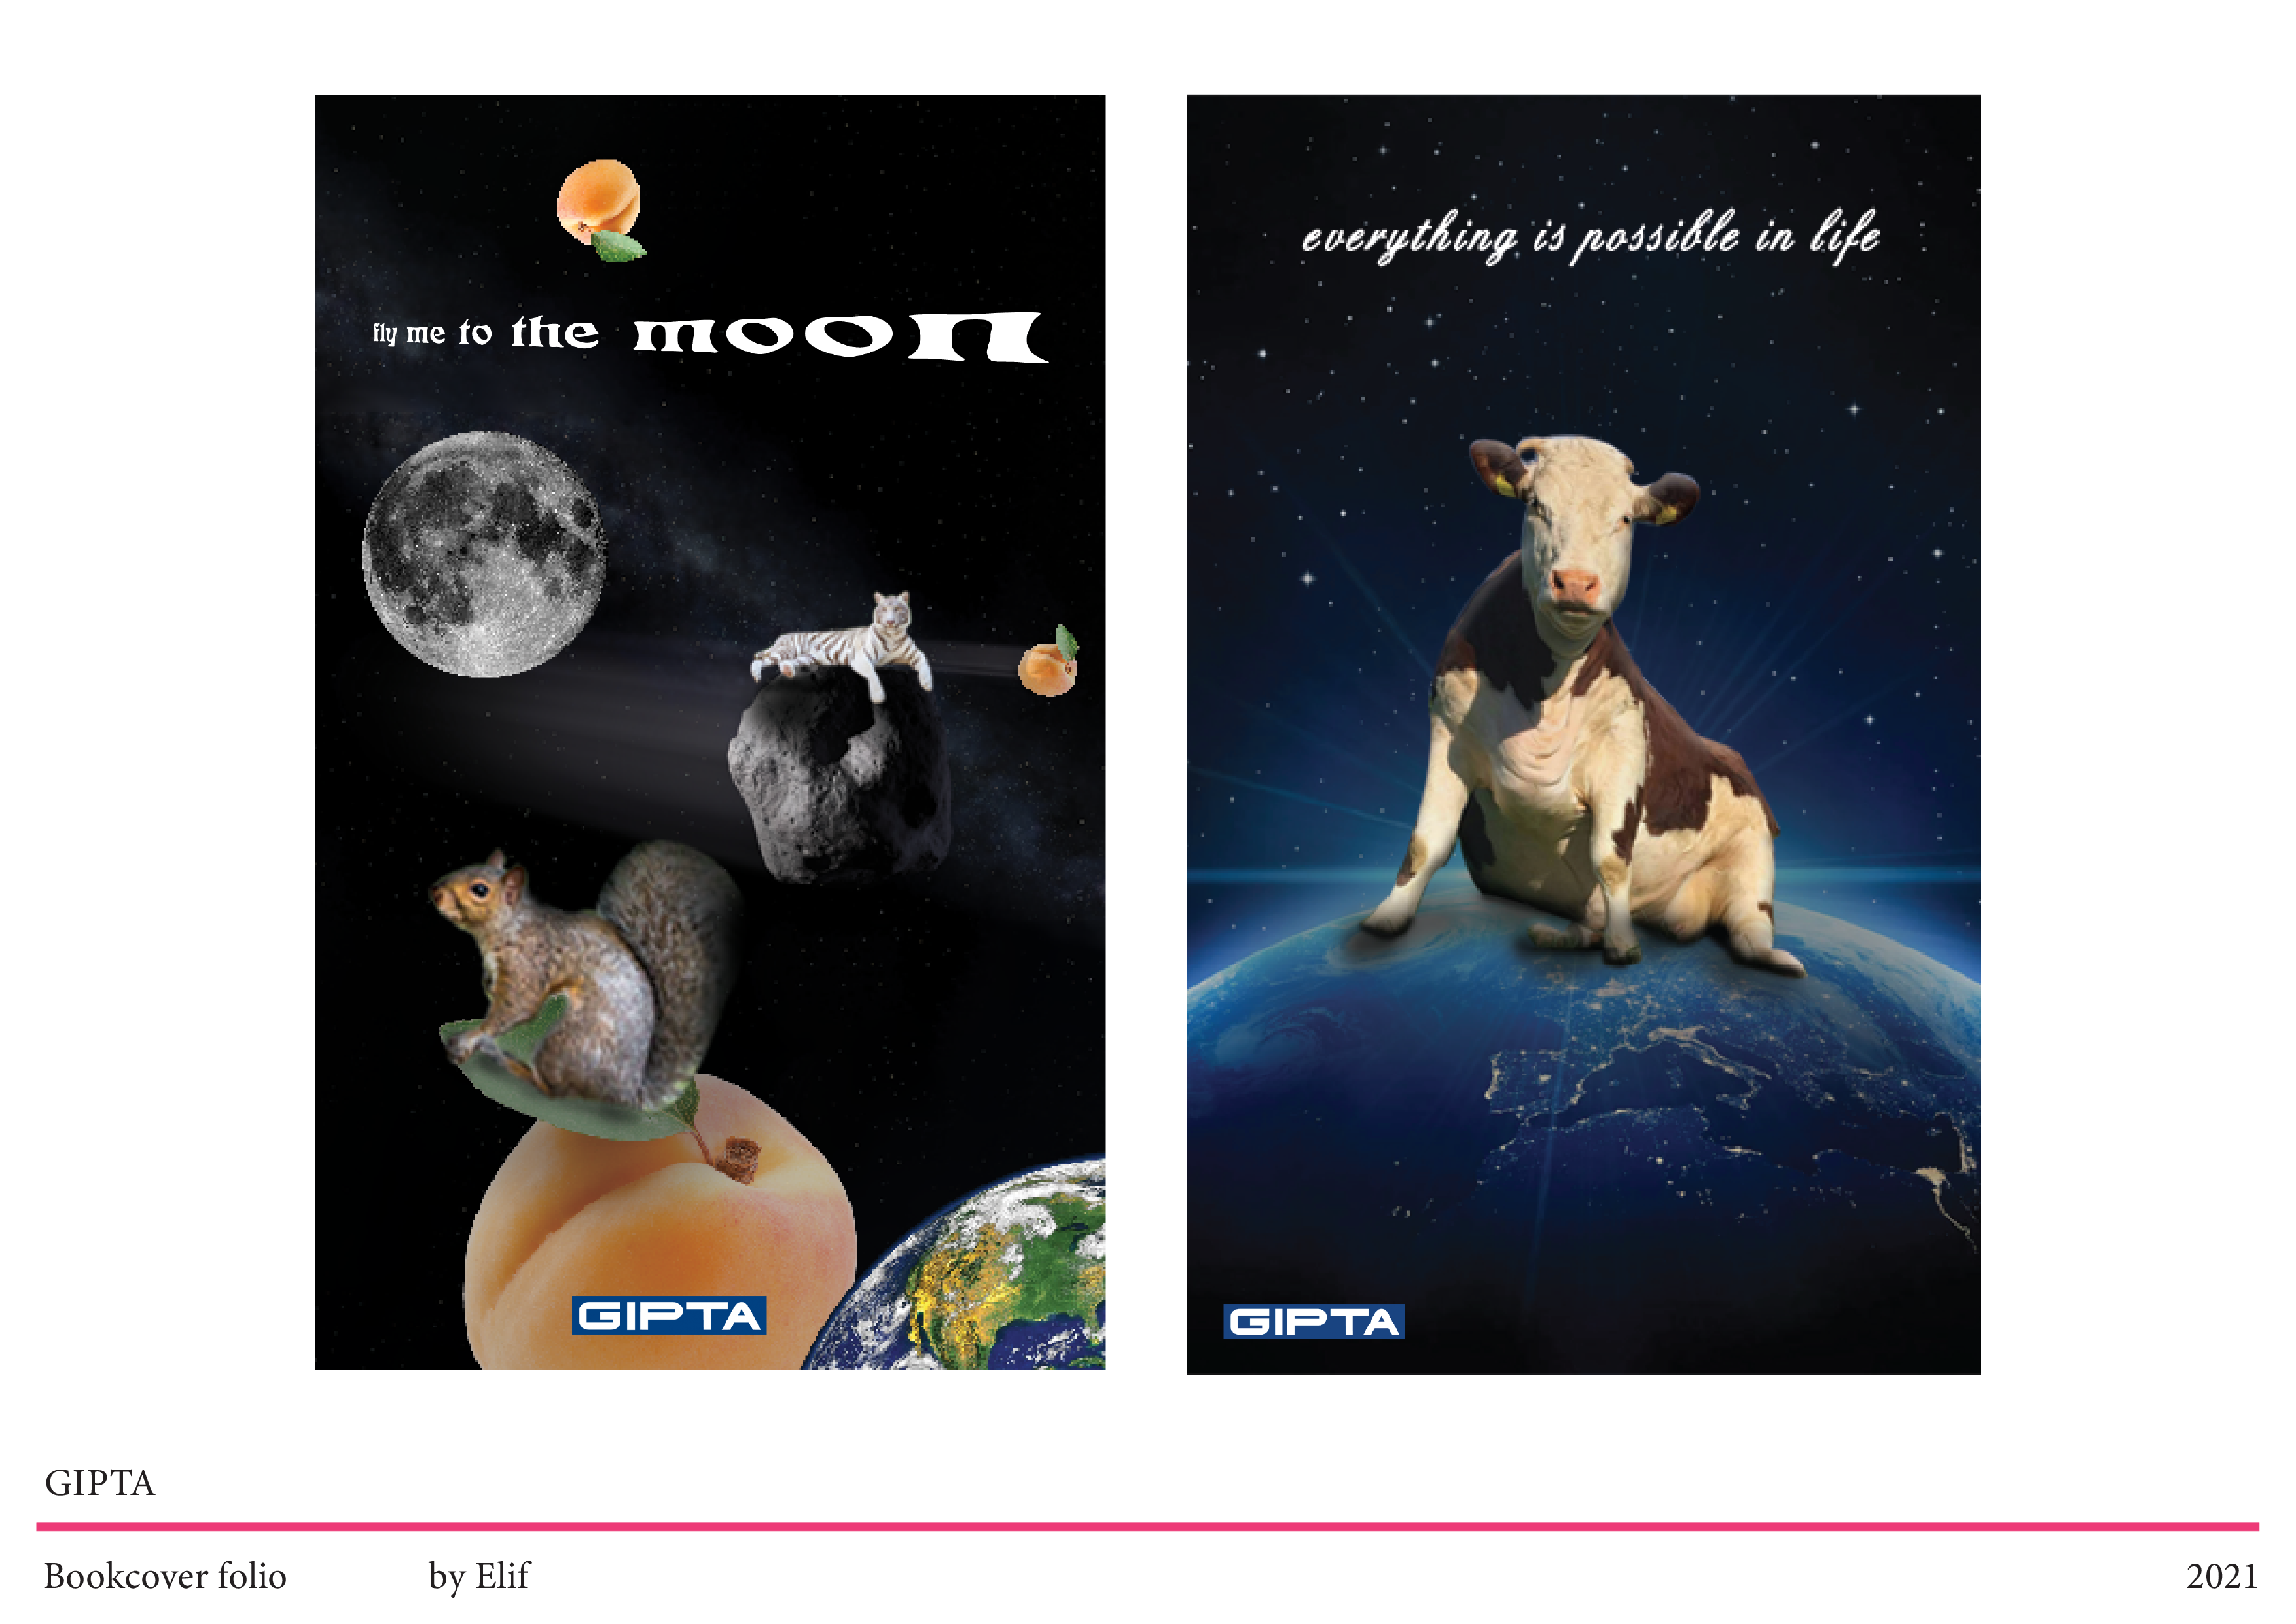 fly me to the moon
GIPTA
everything is possible in life
GIPTA
GIPTA
Bookcover folio by Elif 2021